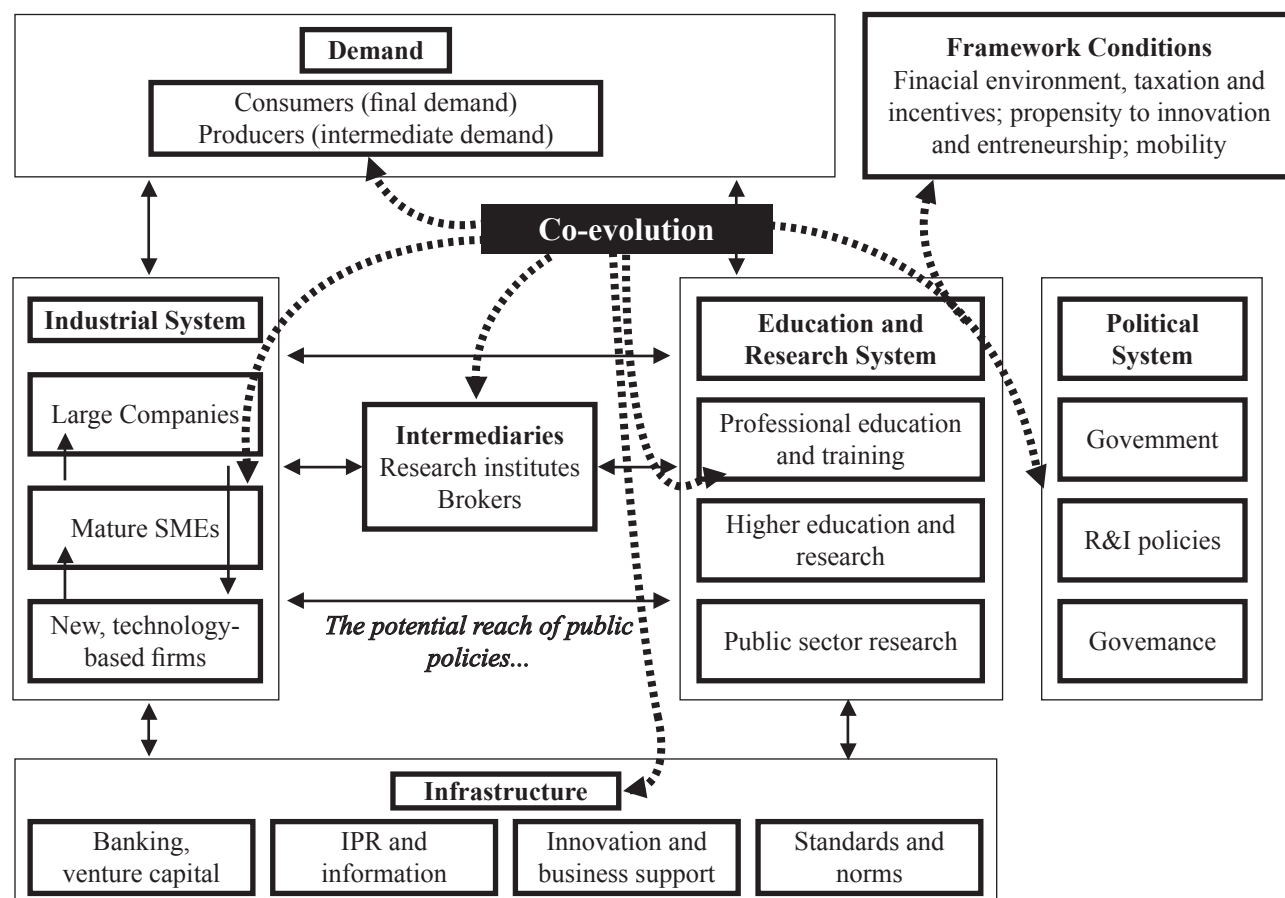 Demand
Consumers (final demand)
Producers (intermediate demand)
Framework Conditions
Finacial environment, taxation and
incentives; propensity to innovation
and entreneurship; mobility
Co-evolution
Industrial System
Large Companies
Mature SMEs
New, technology-
based firms
Intermediaries
Research institutes
Brokers
The potential reach of public
policies...
Education and
Research System
Professional education
and training
Higher education and
research
Public sector research
Political
System
Govemment
R&I policies
Govemance
Infrastructure
Banking,
venture capital
IPR and
information
Innovation and
business support
Standards and
norms